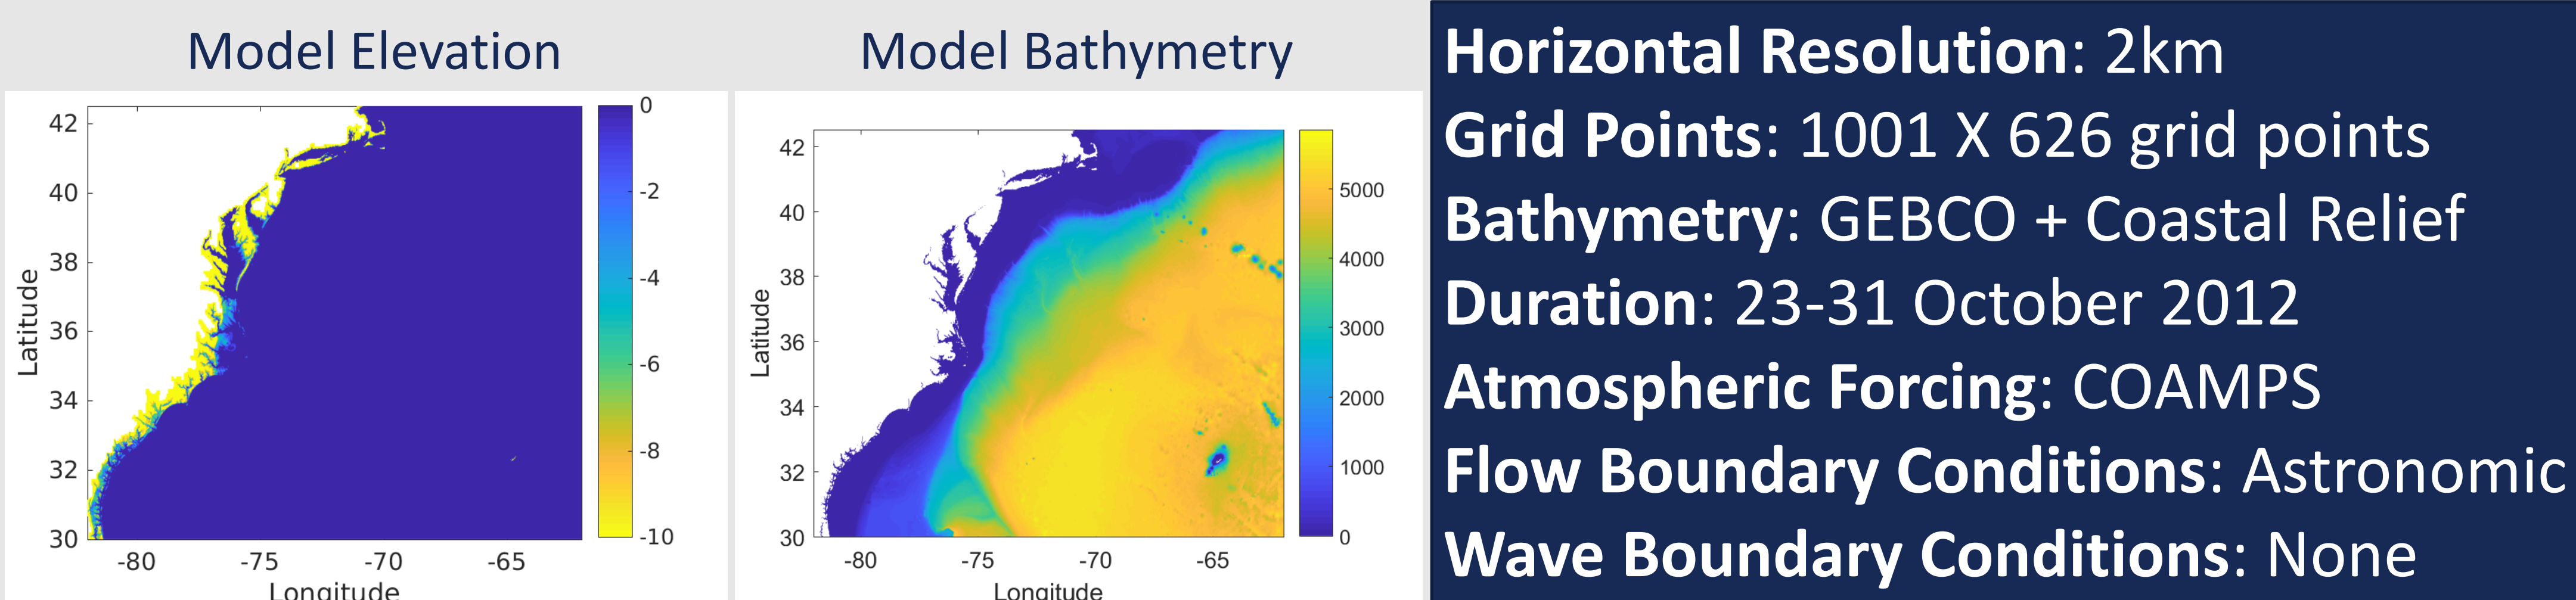 Model Elevation
42
40
38
36
34
32
30
Latitude
-80
-75
-70
-65
Longitude
0
-2
-4
-6
-8
-10
Model Bathymetry
42
40
38
36
34
32
30
Latitude
-80
-75
-70
-65
Longitude
5000
4000
3000
2000
1000
0
Horizontal Resolution: 2km
Grid Points: 1001 X 626 grid points
Bathymetry: GEBCO + Coastal Relief
Duration: 23-31 October 2012
Atmospheric Forcing: COAMPS
Flow Boundary Conditions: Astronomic
Wave Boundary Conditions: None